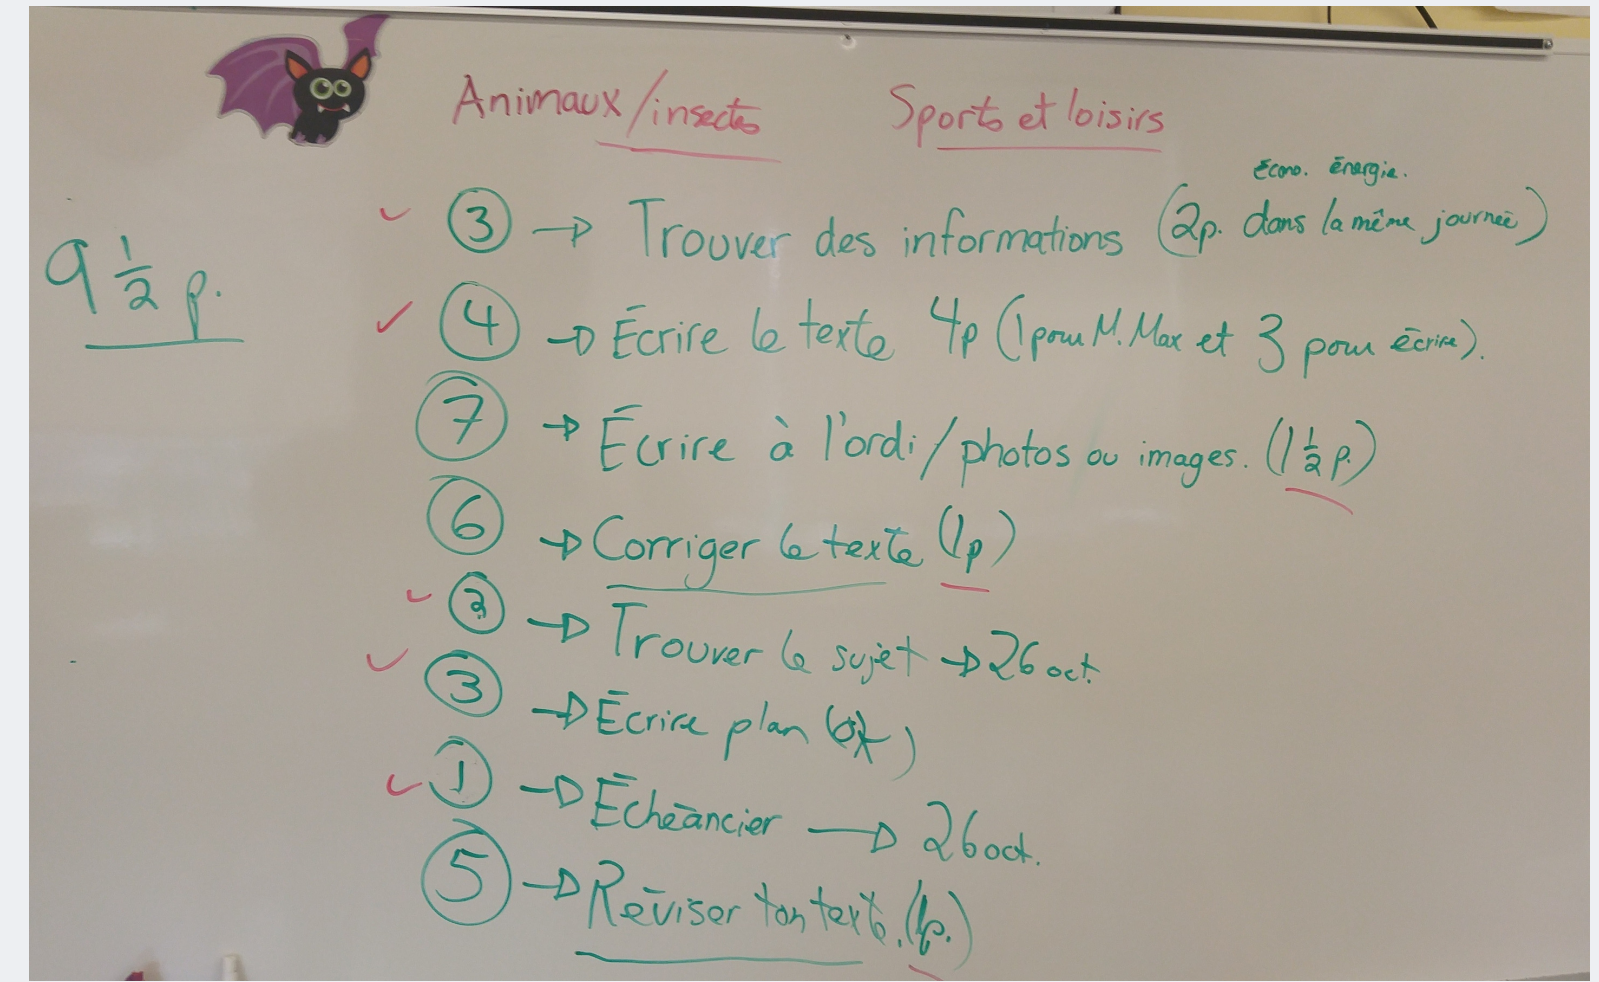 Animaux/insectes Sports et loisirs
Écono. énergie.
③ → Trouver des informations (2p. dans la même journée)
9 1/2 p.
④ → Écrire le texte 4p (1 pour M. Max et 3 pour écrire).
⑦ → Écrire à l'ordi/photos ou images. (1 1/2 p.)
⑥ → Corriger le texte (1p)
② → Trouver le sujet → 26 oct.
③ → Écrire plan
① → Échéancier → 26 oct.
⑤ → Réviser ton texte. (1p.)